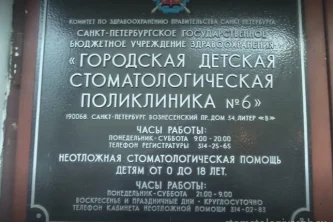 КОМИТЕТ ПО ЗДРАВООХРАНЕНИЮ ПРАВИТЕЛЬСТВА САНКТ-ПЕТЕРБУРГА
САНКТ-ПЕТЕРБУРГСКОЕ ГОСУДАРСТВЕННОЕ
БЮДЖЕТНОЕ УЧРЕЖДЕНИЕ ЗДРАВООХРАНЕНИЯ
«ГОРОДСКАЯ ДЕТСКАЯ
СТОМАТОЛОГИЧЕСКАЯ
ПОЛИКЛИНИКА №6»
190068. САНКТ-ПЕТЕРБУРГ, ВОЗНЕСЕНСКИЙ ПР. ДОМ 34, ЛИТЕР «В»
ЧАСЫ РАБОТЫ:
ПОНЕДЕЛЬНИК-СУББОТА 9:00 - 20:00
ТЕЛЕФОН РЕГИСТРАТУРЫ 314-25-65
НЕОТЛОЖНАЯ СТОМАТОЛОГИЧЕСКАЯ ПОМОЩЬ
ДЕТЯМ ОТ 0 ДО 18 ЛЕТ.
ЧАСЫ РАБОТЫ:
ПОНЕДЕЛЬНИК-СУББОТА 21:00 - 9:00
ВОСКРЕСЕНЬЕ И ПРАЗДНИЧНЫЕ ДНИ - КРУГЛОСУТОЧНО
ТЕЛЕФОН КАБИНЕТА НЕОТЛОЖНОЙ ПОМОЩИ 314-02-83